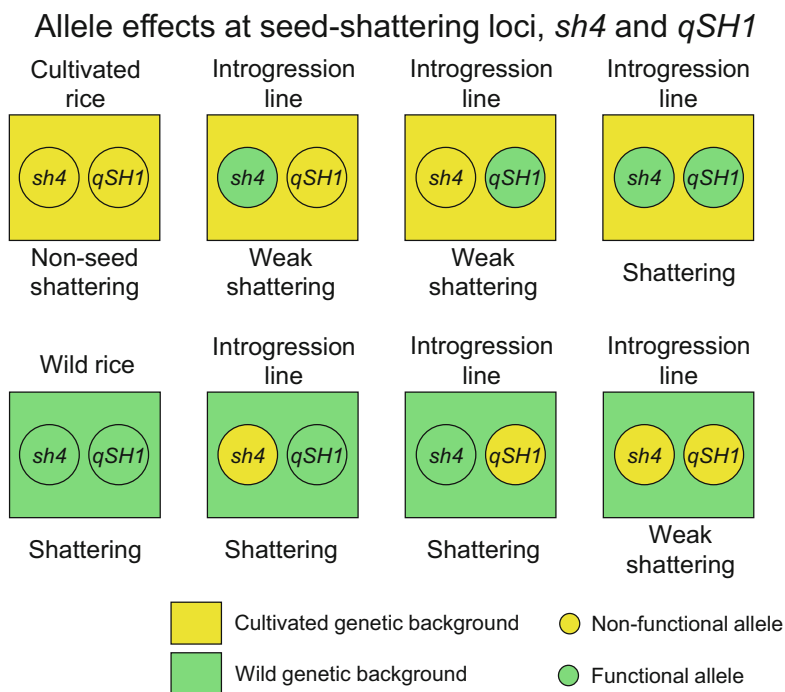 Allele effects at seed-shattering loci, sh4 and qSH1
Cultivated
rice
Introgression
line
Introgression
line
Introgression
line
sh4 qSH1
sh4 qSH1
sh4 qSH1
sh4 qSH1
Non-seed
shattering
Weak
shattering
Weak
shattering
Shattering
Wild rice
Introgression
line
Introgression
line
Introgression
line
sh4 qSH1
sh4 qSH1
sh4 qSH1
sh4 qSH1
Shattering
Shattering
Shattering
Weak
shattering
Cultivated genetic background
Non-functional allele
Wild genetic background
Functional allele